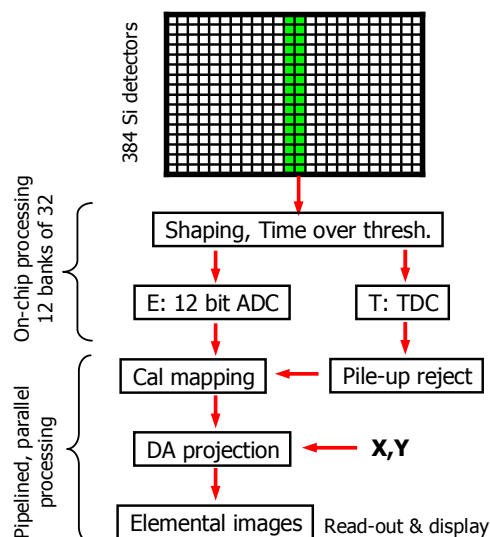 384 Si detectors
On-chip processing
12 banks of 32
Shaping, Time over thresh.
E: 12 bit ADC
T: TDC
Pipelined, parallel
processing
Cal mapping
Pile-up reject
DA projection
X,Y
Elemental images
Read-out & display